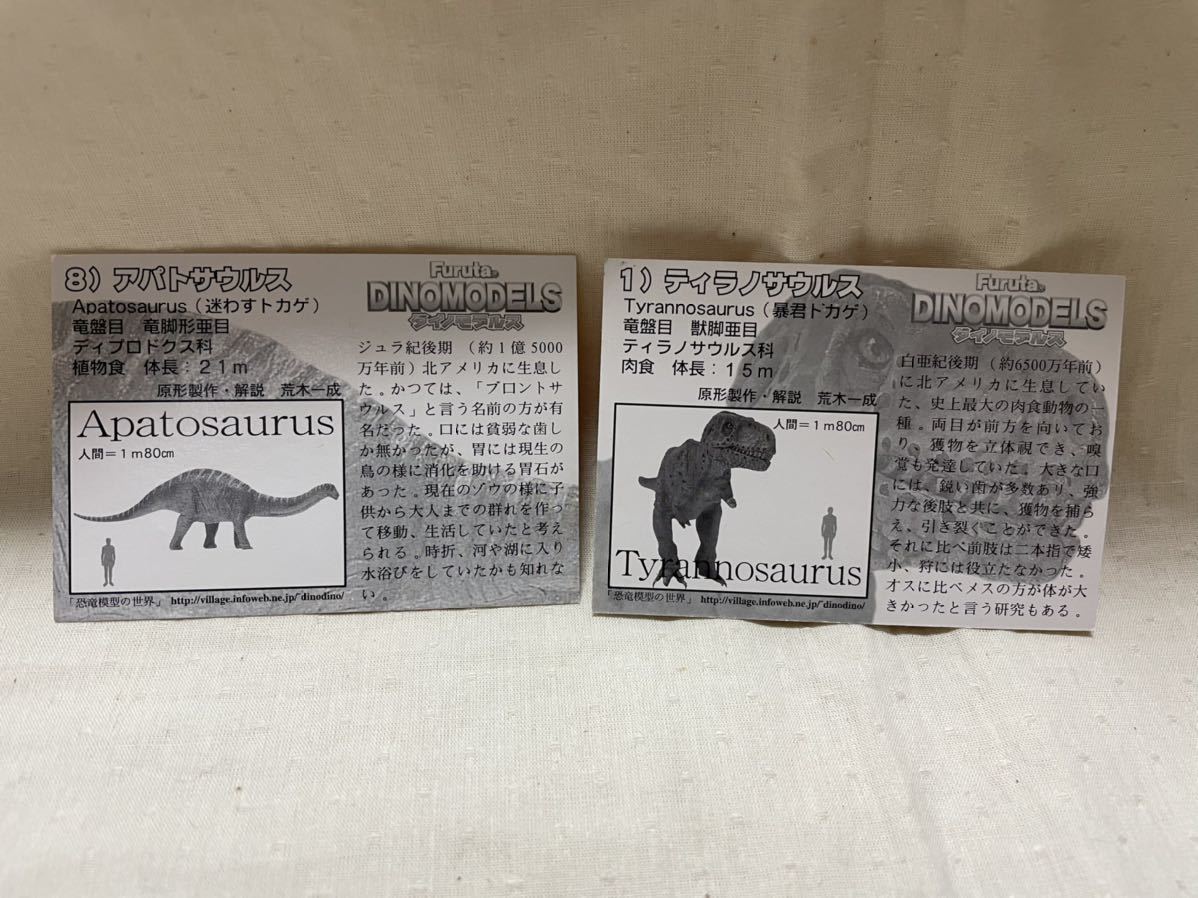 8）アパトサウルス
Apatosaurus（迷わすトカゲ）
竜盤目　竜脚形亜目
ディプロドクス科
植物食　体長：２１ｍ
原形製作・解説　荒木一成
Apatosaurus
人間＝１ｍ80㎝
「恐竜模型の世界」 http://village.infoweb.ne.jp/~dinodino/
Furuta®
DINOMODELS
ダイノモデルス
ジュラ紀後期 （約１億 5000
万年前）北アメリカに生息し
た。かつては、「ブロントサ
ウルス」と言う名前の方が有
名だった。口には貧弱な歯し
か無かったが、胃には現生の
鳥の様に消化を助ける胃石が
あった。現在のゾウの様に子
供から大人までの群れを作っ
て移動、生活していたと考え
られる。時折、河や湖に入り
水浴びをしていたかも知れな
い。
1）ティラノサウルス
Tyrannosaurus（暴君トカゲ）
竜盤目　獣脚亜目
ティラノサウルス科
肉食　体長：１５ｍ
原形製作・解説　荒木一成
人間＝１ｍ80㎝
Tyrannosaurus
「恐竜模型の世界」 http://village.infoweb.ne.jp/~dinodino/
Furuta®
DINOMODELS
ダイノモデルス
白亜紀後期（約6500万年前）
に北アメリカに生息してい
た、史上最大の肉食動物の一
種。両目が前方を向いてお
り、獲物を立体視でき、嗅
覚も発達していた。大きな口
には、鋭い歯が多数あり、強
力な後肢と共に、獲物を捕ら
え、引き裂くことができた。
それに比べ前肢は二本指で矮
小、狩には役立たなかった。
オスに比べメスの方が体が大
きかったと言う研究もある。